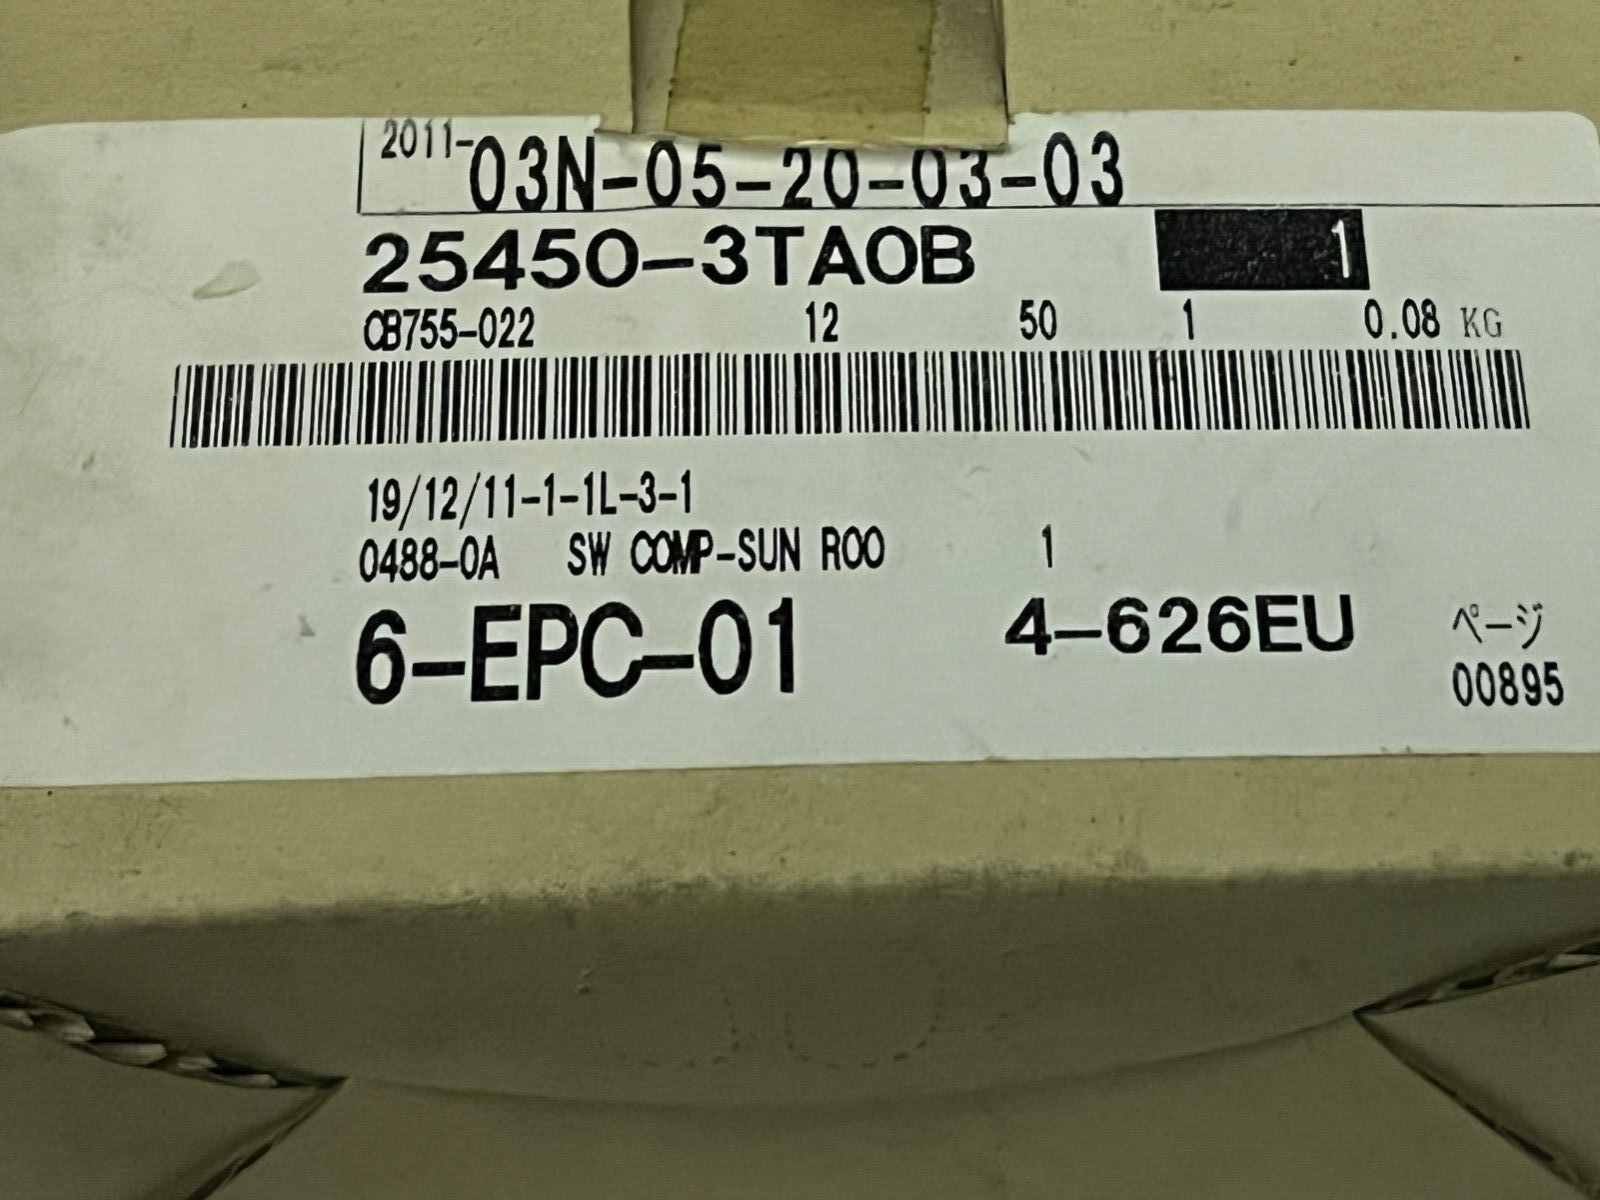 2011-03N-05-20-03-03
25450-3TA0B 1
CB755-022 12 50 1 0.08 KG
19/12/11-1-1L-3-1
0488-0A SW COMP-SUN ROO 1
6-EPC-01 4-626EU ページ
00895